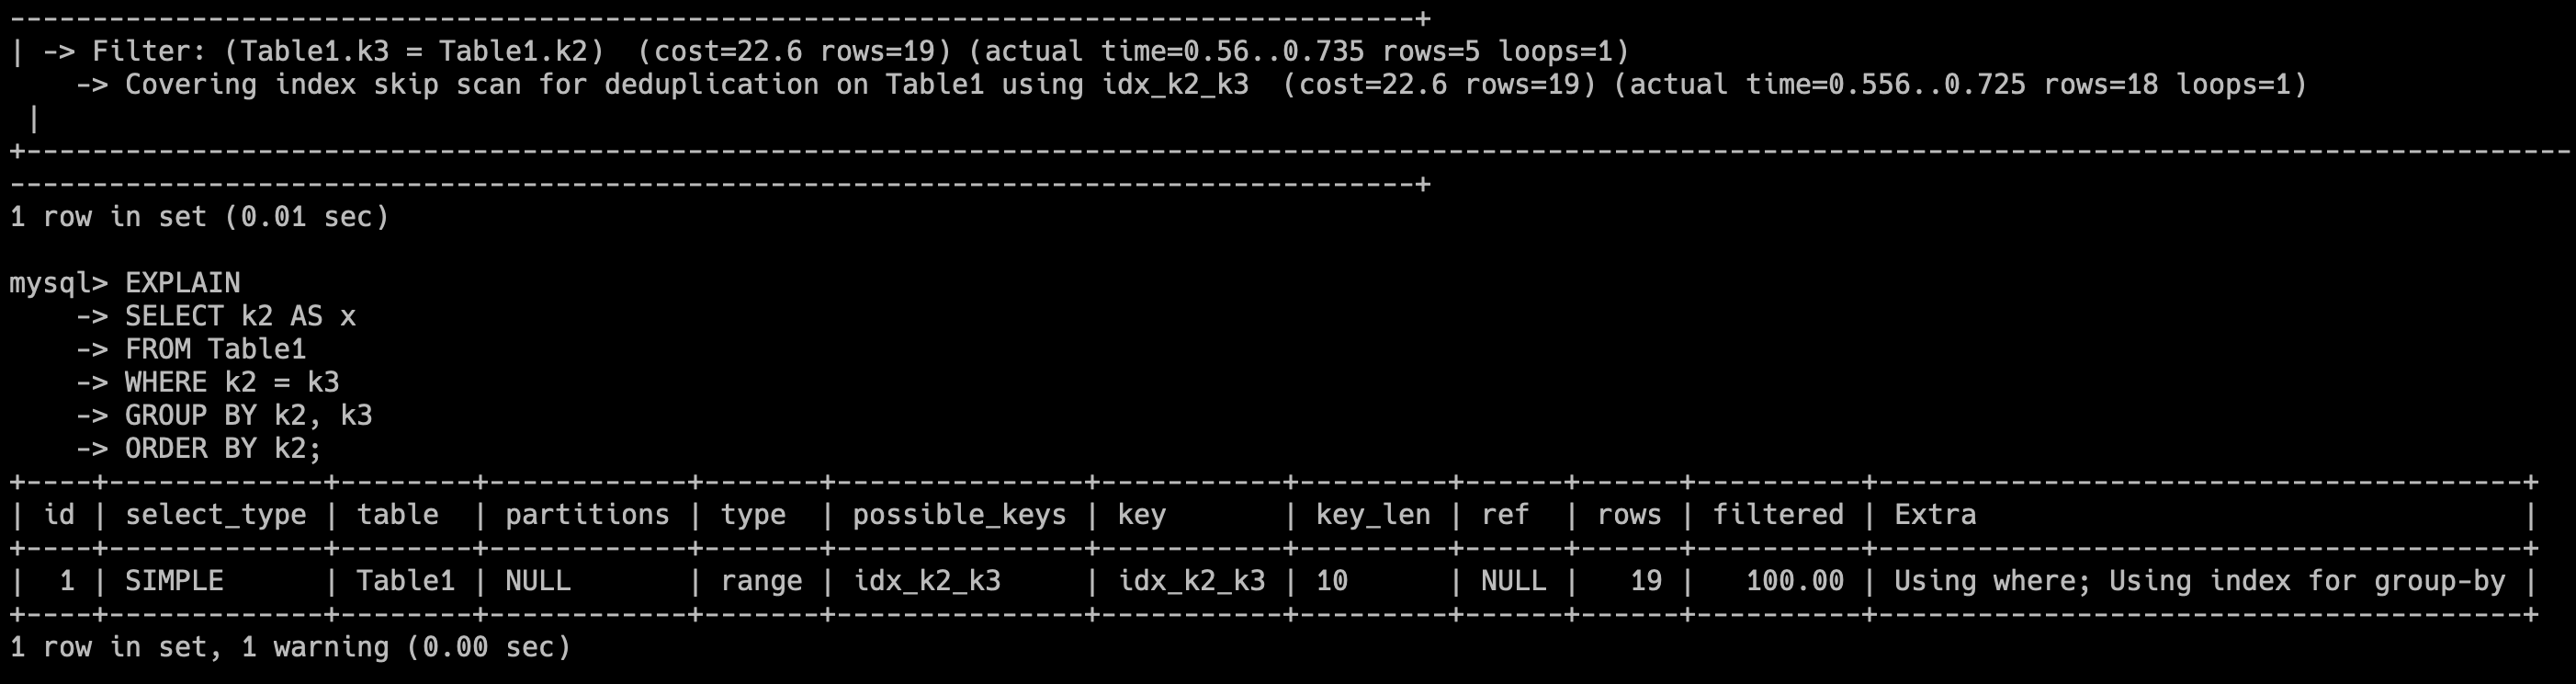 -------------------------------------------------------------------------------------+
| -> Filter: (Table1.k3 = Table1.k2)  (cost=22.6 rows=19) (actual time=0.56..0.735 rows=5 loops=1)
    -> Covering index skip scan for deduplication on Table1 using idx_k2_k3  (cost=22.6 rows=19) (actual time=0.556..0.725 rows=18 loops=1)
 |
+---------------------------------------------------------------------------------------------------------------------------------------------------------
-------------------------------------------------------------------------------------+
1 row in set (0.01 sec)

mysql> EXPLAIN
    -> SELECT k2 AS x
    -> FROM Table1
    -> WHERE k2 = k3
    -> GROUP BY k2, k3
    -> ORDER BY k2;
+----+-------------+--------+------------+-------+---------------+-----------+---------+------+------+----------+---------------------------------------+
| id | select_type | table  | partitions | type  | possible_keys | key       | key_len | ref  | rows | filtered | Extra                                 |
+----+-------------+--------+------------+-------+---------------+-----------+---------+------+------+----------+---------------------------------------+
|  1 | SIMPLE      | Table1 | NULL       | range | idx_k2_k3     | idx_k2_k3 | 10      | NULL |   19 |   100.00 | Using where; Using index for group-by |
+----+-------------+--------+------------+-------+---------------+-----------+---------+------+------+----------+---------------------------------------+
1 row in set, 1 warning (0.00 sec)